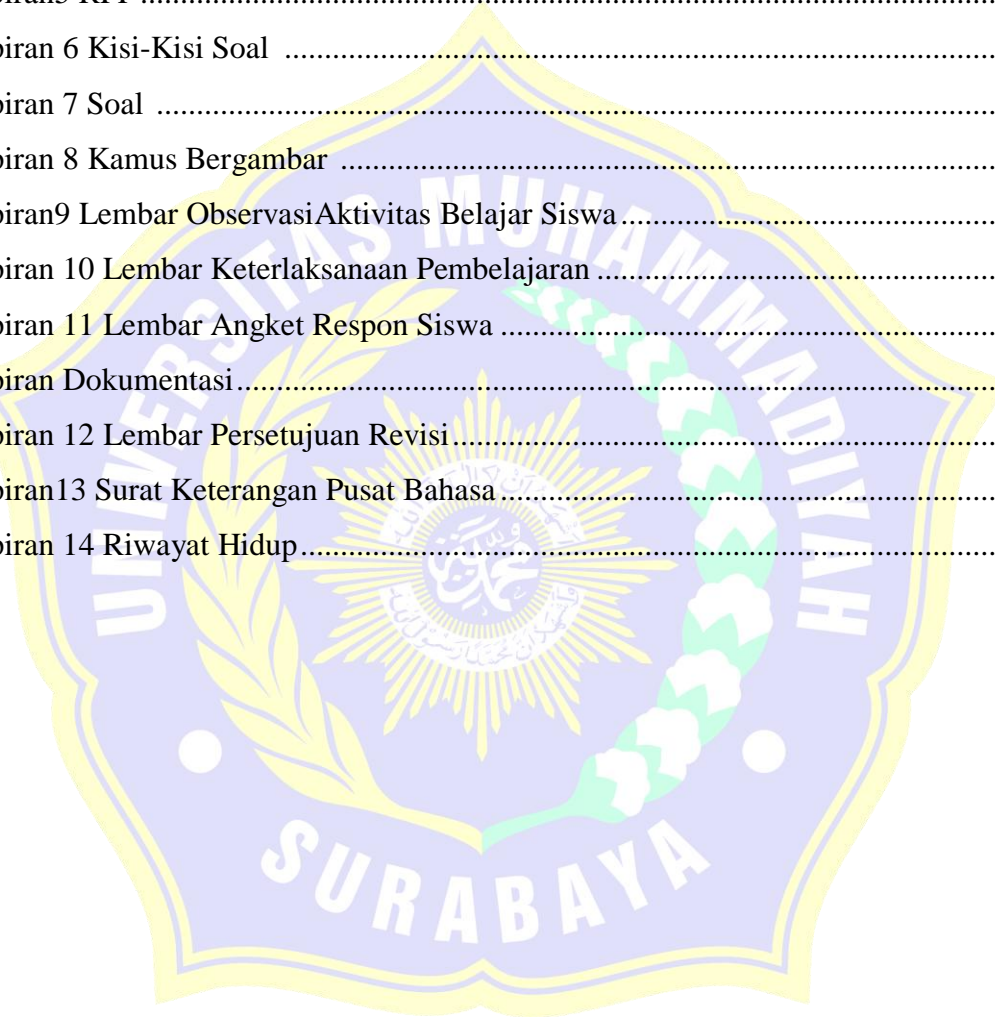 piran5 RPP ........................................................................................................
piran 6 Kisi-Kisi Soal ........................................................................................
piran 7 Soal ........................................................................................................
piran 8 Kamus Bergambar .................................................................................
piran9 Lembar ObservasiAktivitas Belajar Siswa...............................................
piran 10 Lembar Keterlaksanaan Pembelajaran ..................................................
piran 11 Lembar Angket Respon Siswa ..............................................................
piran Dokumentasi...............................................................................................
piran 12 Lembar Persetujuan Revisi....................................................................
piran13 Surat Keterangan Pusat Bahasa..............................................................
piran 14 Riwayat Hidup.......................................................................................
UNIVERSITAS MUHAMMADIYAH
SURABAYA